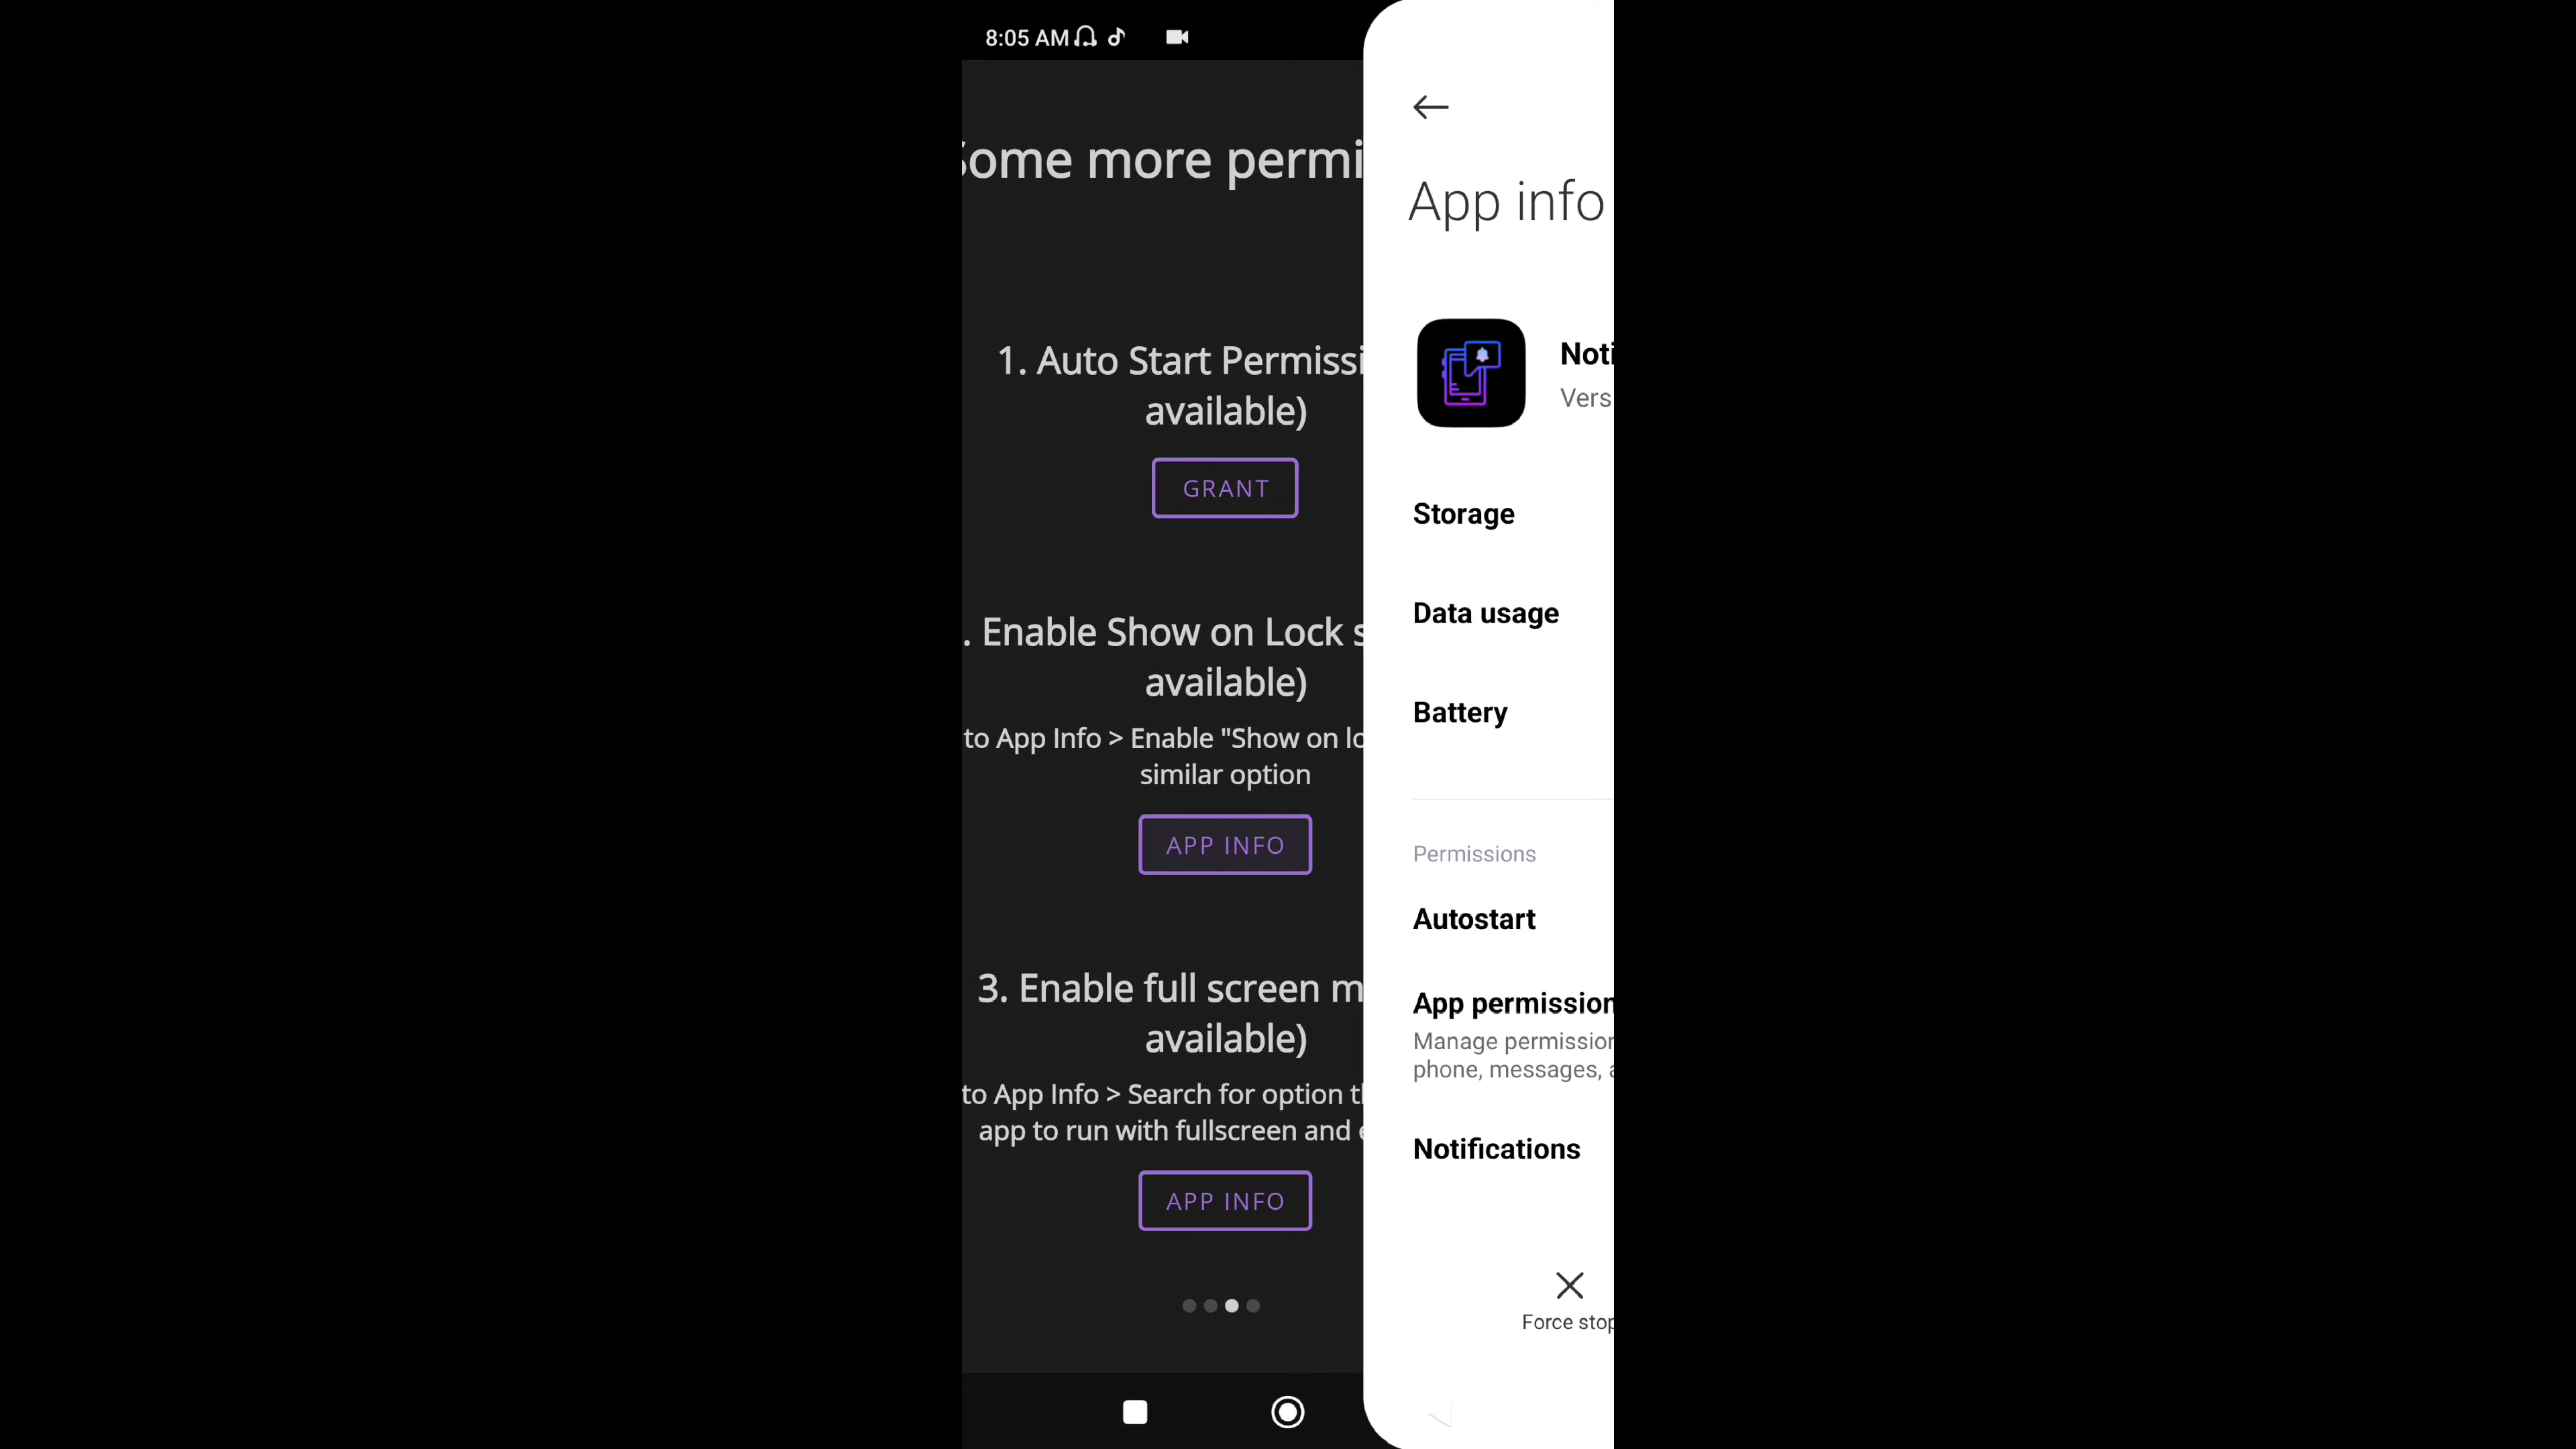 8:05 AM
Some more permi
1. Auto Start Permissi
available)
GRANT
. Enable Show on Lock s
available)
to App Info > Enable "Show on lo
similar option
APP INFO
3. Enable full screen m
available)
to App Info > Search for option t
app to run with fullscreen and e
APP INFO
App info
Noti
Vers
Storage
Data usage
Battery
Permissions
Autostart
App permission
Manage permission
phone, messages, a
Notifications
Force stop